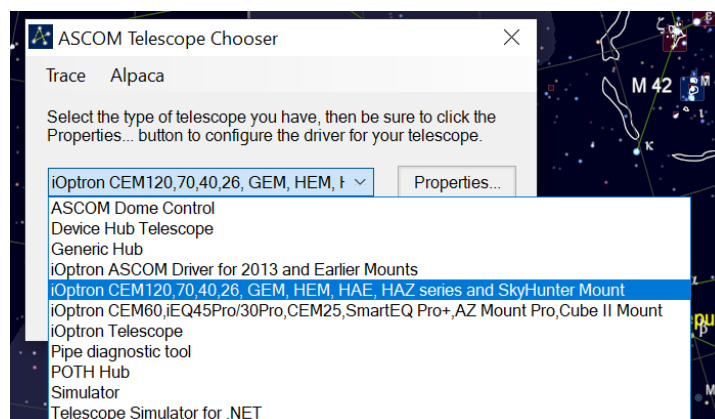 ASCOM Telescope Chooser
Trace Alpaca
M 42
M
Select the type of telescope you have, then be
sure to click the
Properties... button to configure the driver for your telescope.
κ
iOptron CEM120,70,40,26, GEM, HEM, H
Properties...
ASCOM Dome Control
Device Hub Telescope
Generic Hub
iOptron ASCOM Driver for 2013 and Earlier Mounts
iOptron CEM120,70,40,26, GEM, HEM, HAE, HAZ series and SkyHunter Mount
iOptron CEM60,iEQ45Pro/30Pro,CEM25,SmartEQ Pro+,AZ Mount Pro,Cube II Mount
iOptron Telescope
Pipe diagnostic tool
POTH Hub
Simulator
Telescope Simulator for .NET